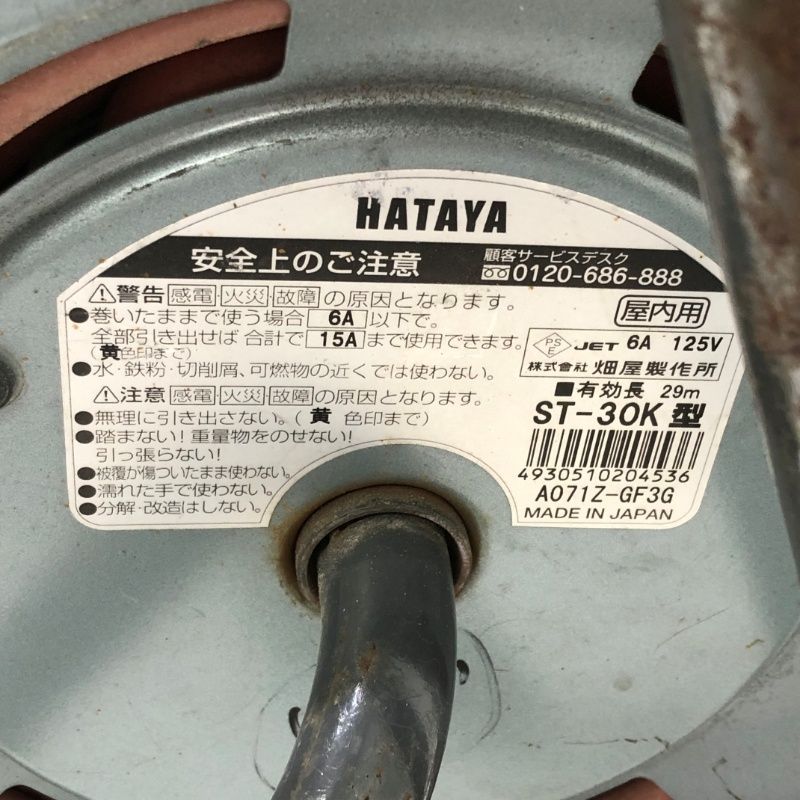 HATAYA
安全上のご注意
顧客サービスデスク
0120-686-888
警告 感電 火災 故障 の原因となります。
●巻いたままで使う場合 6A 以下で。
全部引き出せば 合計で 15A まで使用できます。
(黄色印まで)
●水・鉄粉・切削屑、可燃物の近くでは使わない。
注意 感電 火災 故障 の原因となります。
●無理に引き出さない。( 黄 色印まで)
●踏まない!重量物をのせない!
引っ張らない!
●被覆が傷ついたまま使わない。
●濡れた手で使わない。
●分解・改造はしない。
屋内用
PS E JET 6A 125V
株式会社 畑屋製作所
■有効長 29m
ST-30K 型
4930510204536
A071Z-GF3G
MADE IN JAPAN